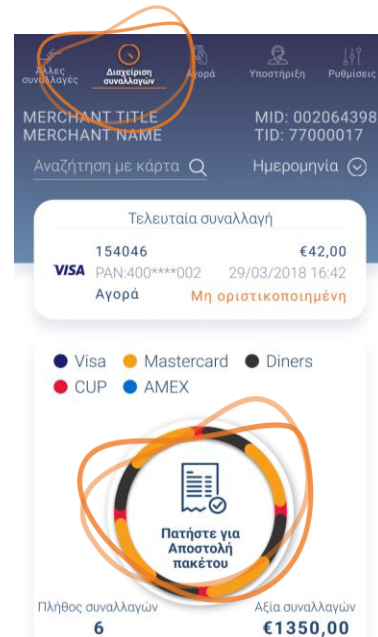 Άλλες συναλλαγές
Διαχείριση συναλλαγών
Αγορά
Υποστήριξη
Ρυθμίσεις
MERCHANT TITLE MID: 002064398
MERCHANT NAME TID: 77000017
Αναζήτηση με κάρτα Ημερομηνία
Τελευταία συναλλαγή
154046 €42,00
VISA PAN:400****002 29/03/2018 16:42
Αγορά Μη οριστικοποιημένη
Visa Mastercard Diners
CUP AMEX
Πατήστε για
Αποστολή
πακέτου
Πλήθος συναλλαγών Αξία συναλλαγών
6 €1350,00